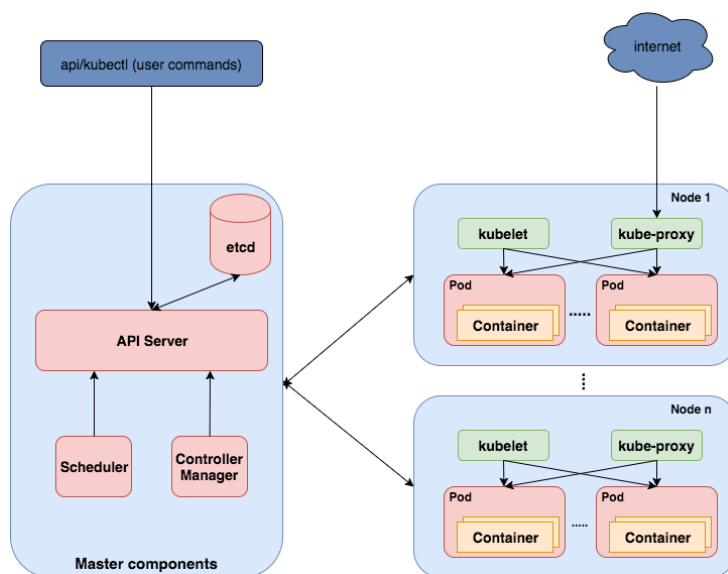 api/kubectl (user commands)
internet
etcd
API Server
Scheduler
Controller
Manager
Master components
Node 1
kubelet
kube-proxy
Pod
Container
.....
Pod
Container
Node n
kubelet
kube-proxy
Pod
Container
.....
Pod
Container